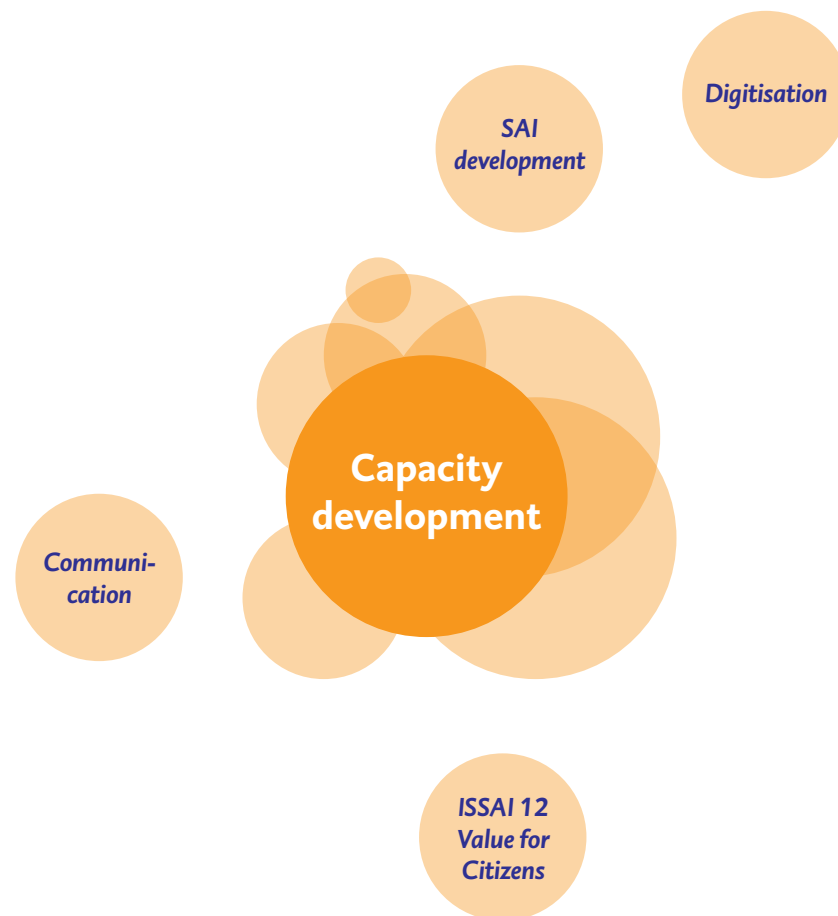 Digitisation
SAI
development
Capacity
development
Communi-
cation
ISSAI 12
Value for
Citizens